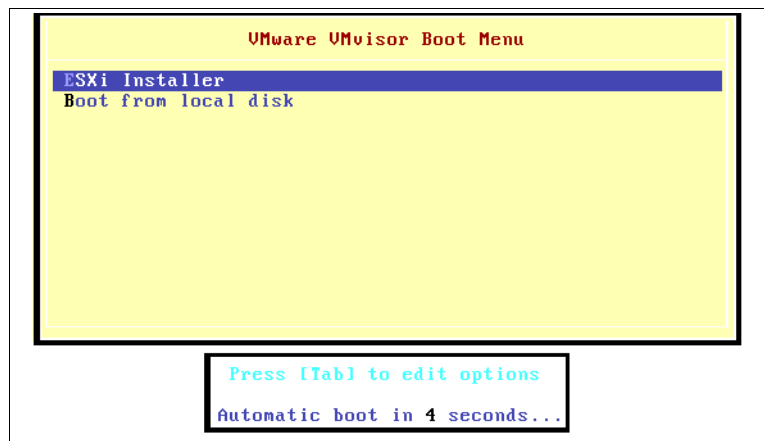 VMware VMvisor Boot Menu
ESXi Installer
Boot from local disk
Press [Tab] to edit options
Automatic boot in 4 seconds...